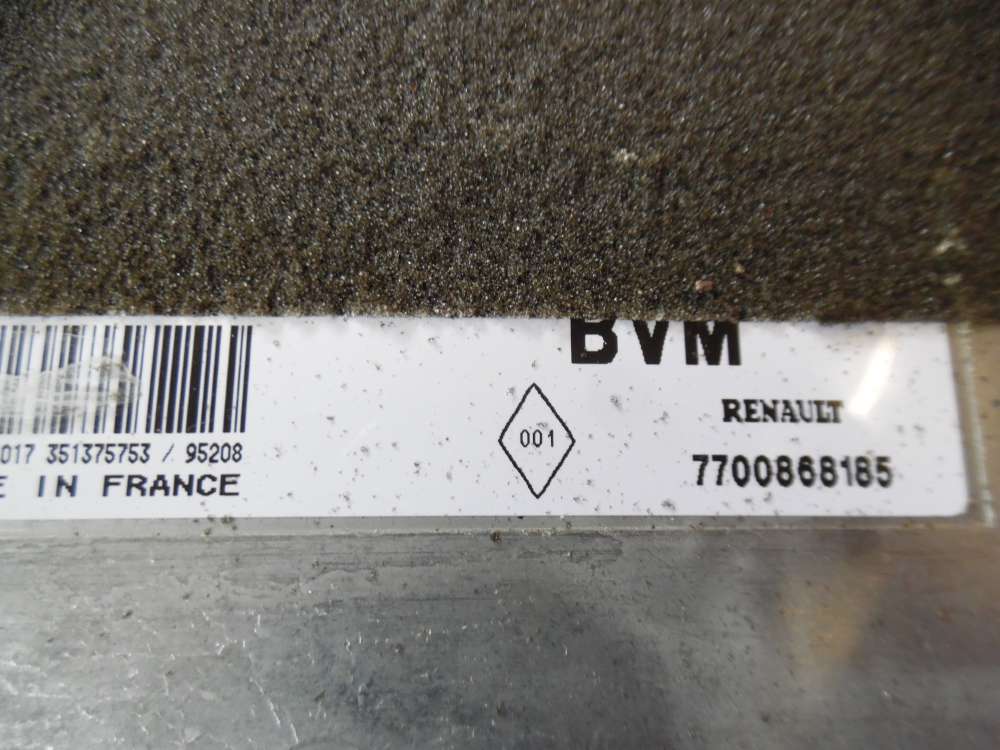 BVM
RENAULT
001
7700868185
017 351375753 / 95208
E IN FRANCE